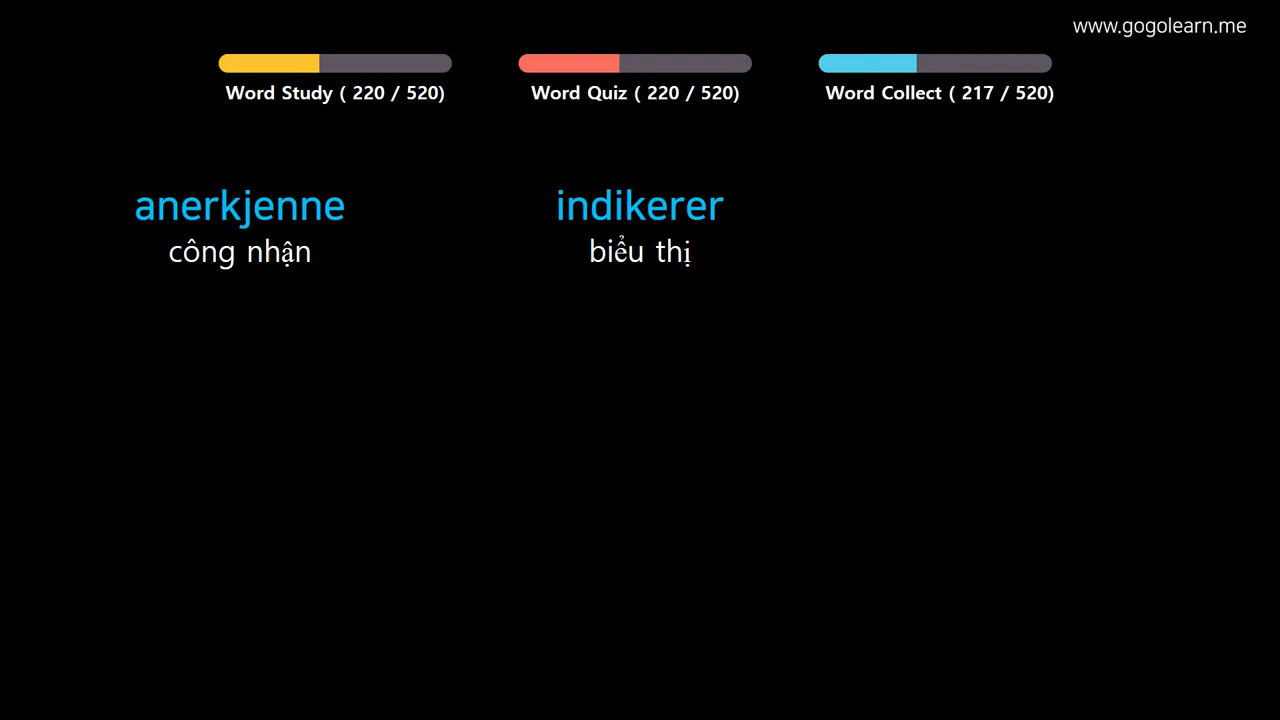 www.gogolearn.me
Word Study ( 220 / 520)
Word Quiz ( 220 / 520)
Word Collect ( 217 / 520)
anerkjenne
công nhận
indikerer
biểu thị